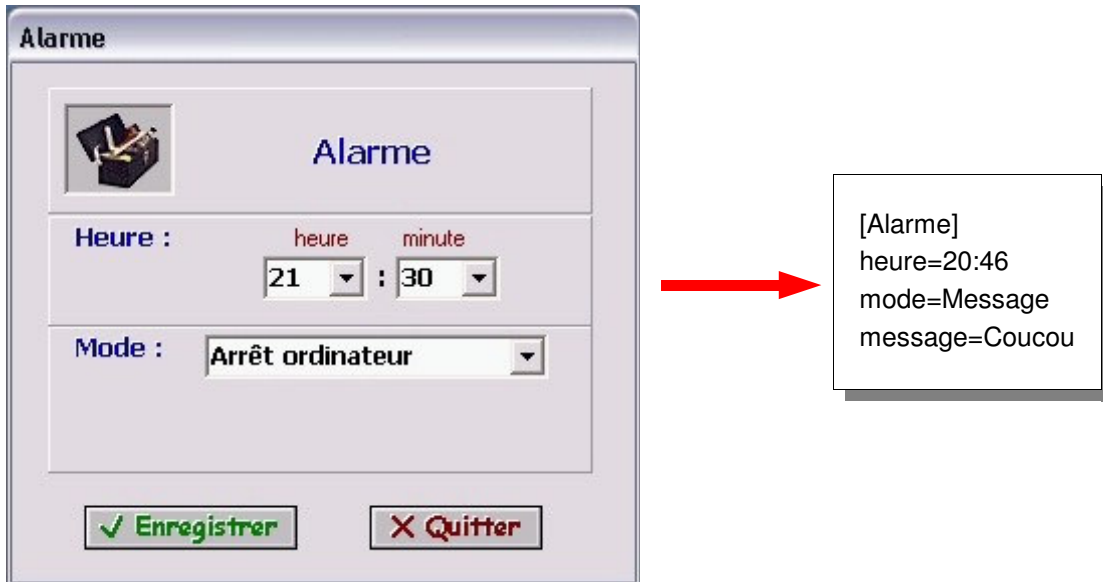 Alarme
Alarme
Heure :
heure minute
21 : 30
Mode :
Arrêt ordinateur
✓ Enregistrer
X Quitter
[Alarme]
heure=20:46
mode=Message
message=Coucou